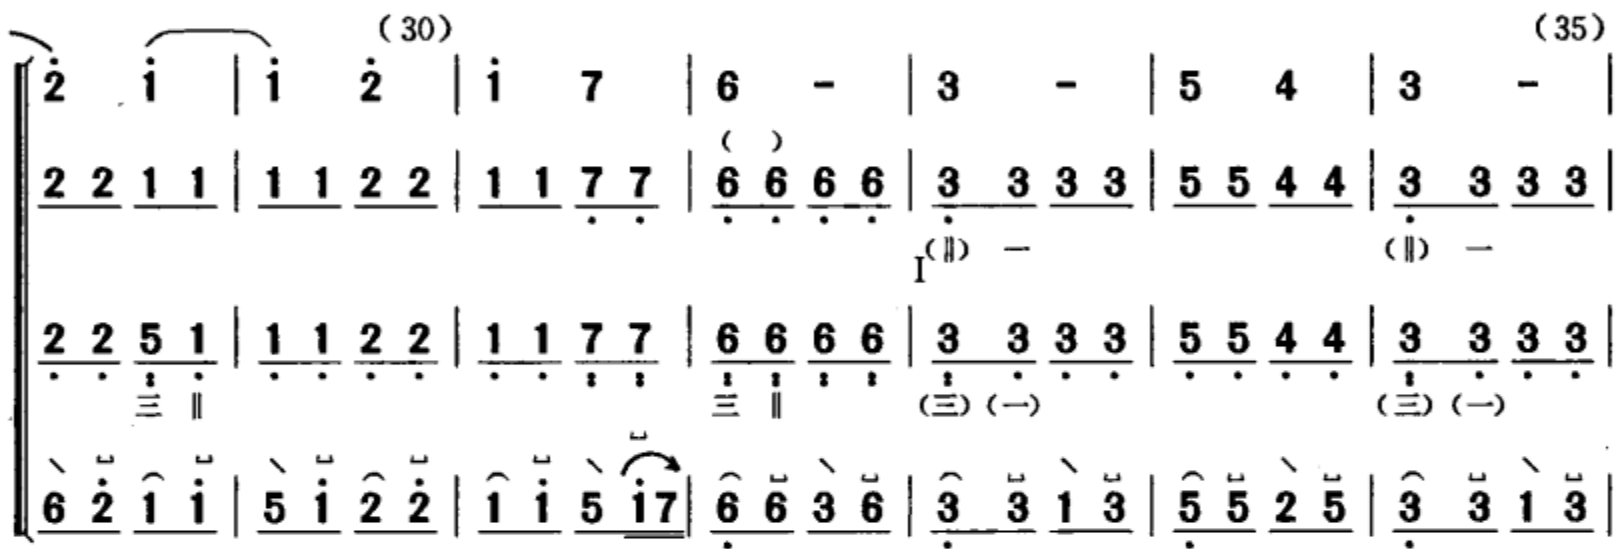 (30) (35)
2̇ 1̇ | 1̇ 2̇ | 1̇ 7 | 6 - | 3 - | 5 4 | 3 - |
( )
2 2 1 1 | 1 1 2 2 | 1 1 7̣ 7̣ | 6̣ 6̣ 6̣ 6̣ | 3̣ 3 3 3 | 5 5 4 4 | 3̣ 3 3 3 |
(||) 一 (||) 一
I
2̣ 2̣ 5̤ 1̣ | 1̣ 1̣ 2̣ 2̣ | 1̣ 1̣ 7̤ 7̤ | 6̤ 6̤ 6̤ 6̤ | 3̤ 3̣ 3̣ 3̣ | 5̣ 5̣ 4̣ 4̣ | 3̤ 3̣ 3̣ 3̣ |
三 || 三 || (三) (一) (三) (一)
6 2̇ 1 1̇ | 5 1̇ 2 2̇ | 1 1̇ 5 1̇7 | 6̣ 6 3 6 | 3̣ 3 1 3 | 5̣ 5 2 5 | 3̣ 3 1 3 |